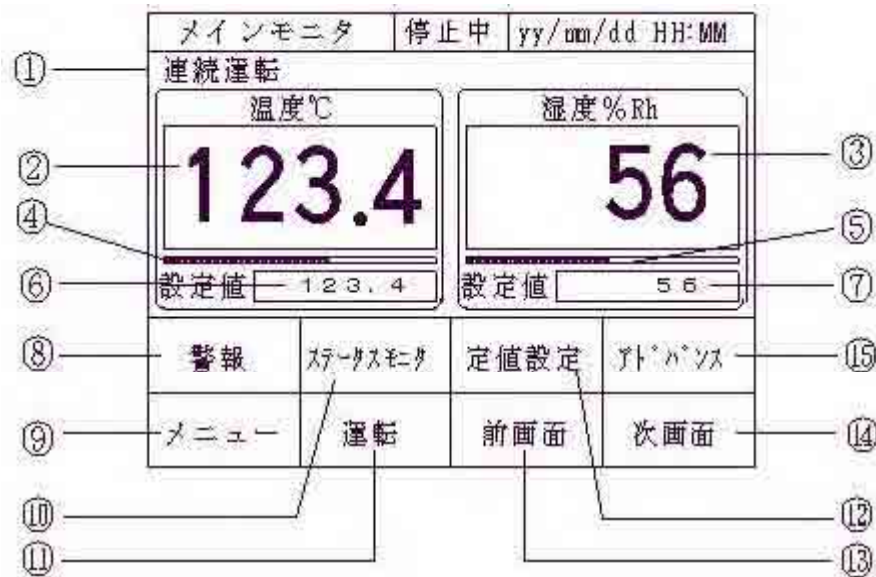 メインモニタ 停止中 yy/mm/dd HH:MM
① 連続運転
温度℃ 湿度%Rh
② 123.4 56 ③
④ ⑤
⑥ 設定値 123.4 設定値 56 ⑦
⑧ 警報 ステータスモニタ 定値設定 アドバンス ⑮
⑨ メニュー 運転 前画面 次画面 ⑭
⑩ ⑫
⑪ ⑬